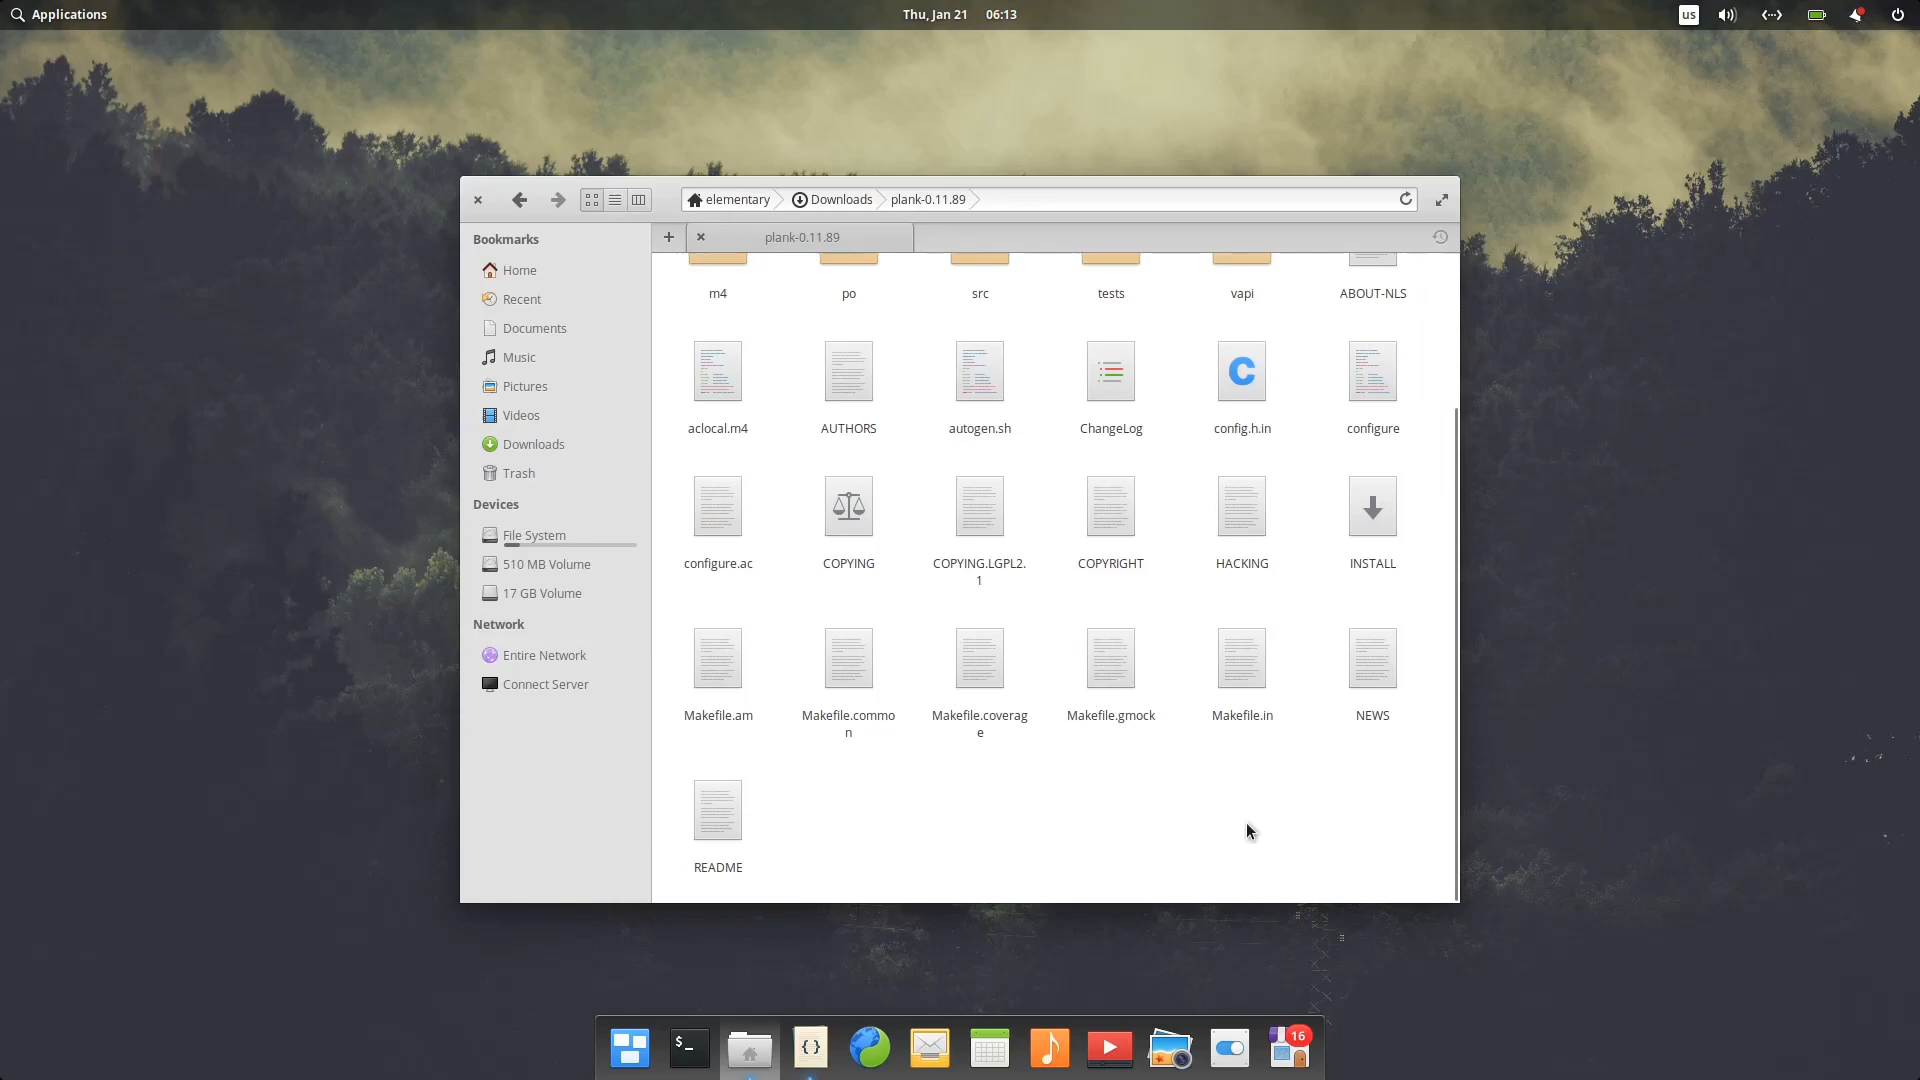 Applications
Thu, Jan 21 06:13
us
elementary Downloads plank-0.11.89
plank-0.11.89
Bookmarks
Home
Recent
Documents
Music
Pictures
Videos
Downloads
Trash
Devices
File System
510 MB Volume
17 GB Volume
Network
Entire Network
Connect Server
m4 po src tests vapi ABOUT-NLS
C
aclocal.m4 AUTHORS autogen.sh ChangeLog config.h.in configure
configure.ac COPYING COPYING.LGPL2. COPYRIGHT HACKING INSTALL
1
Makefile.am Makefile.commo Makefile.coverag Makefile.gmock Makefile.in NEWS
n e
README
$_ {} 16